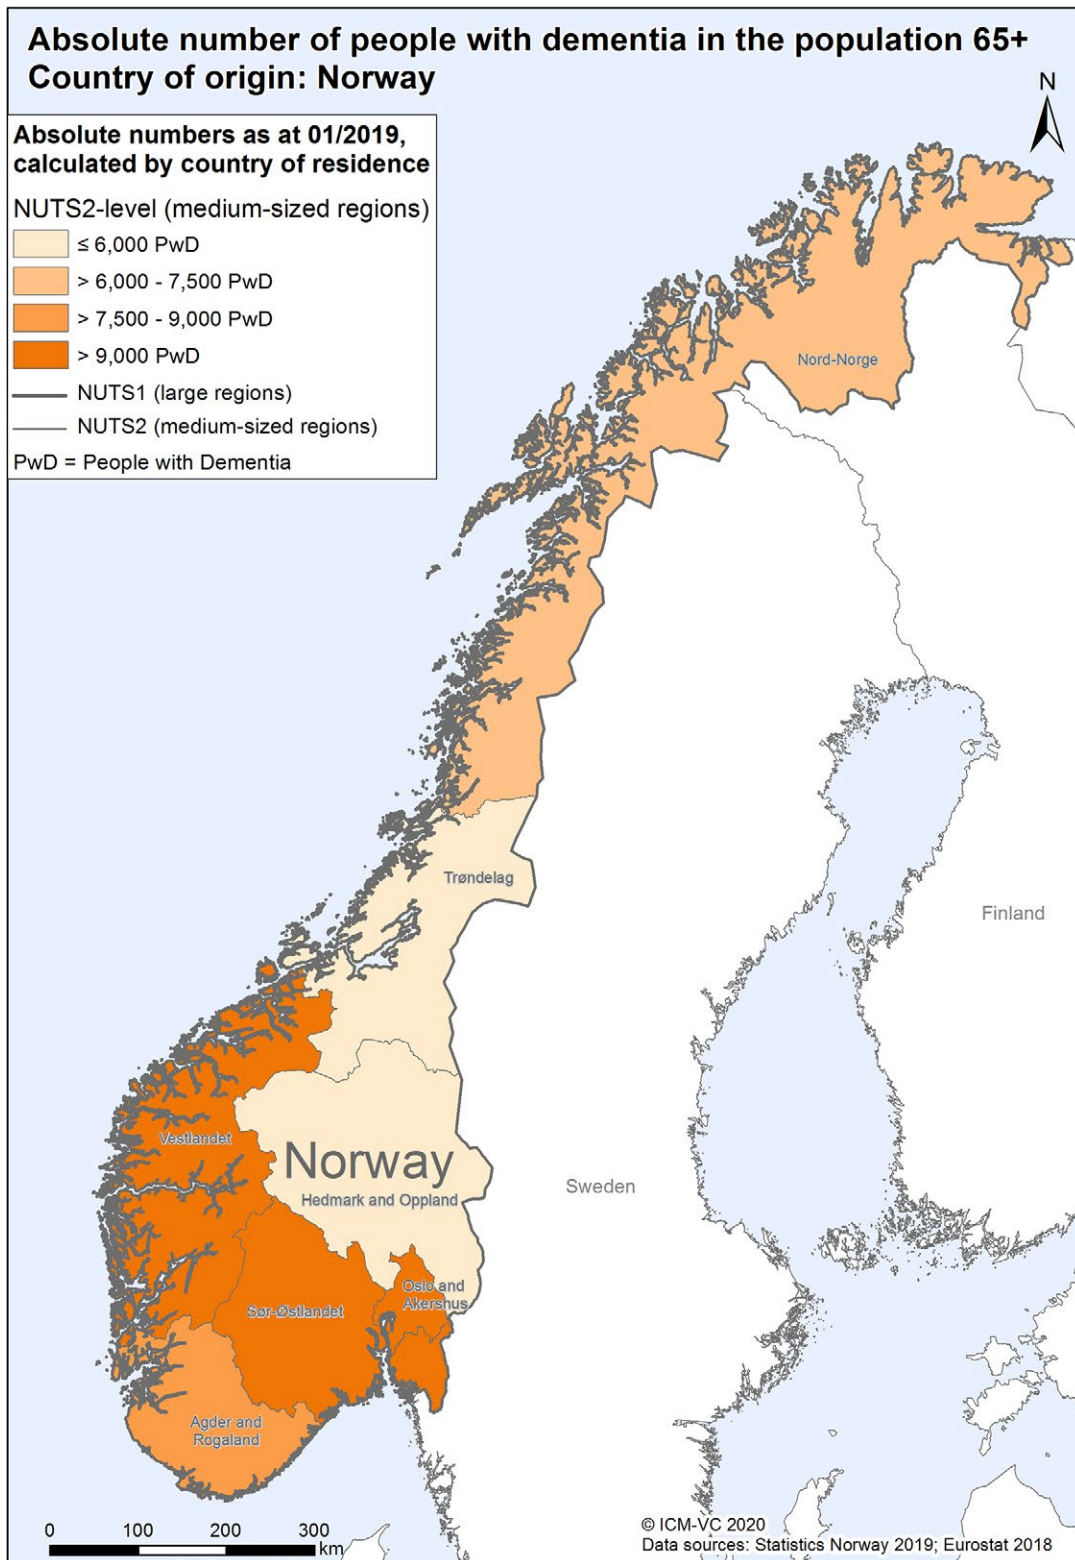 Absolute number of people with dementia in the population 65+
Country of origin: Norway
N
Absolute numbers as at 01/2019,
calculated by country of residence
NUTS2-level (medium-sized regions)
≤ 6,000 PwD
> 6,000 - 7,500 PwD
> 7,500 - 9,000 PwD
> 9,000 PwD
NUTS1 (large regions)
NUTS2 (medium-sized regions)
PwD = People with Dementia
Nord-Norge
Trøndelag
Finland
Vestlandet
Norway
Hedmark and Oppland
Sweden
Oslo and
Akershus
Sør-Østlandet
Agder and
Rogaland
0 100 200 300
km
© ICM-VC 2020
Data sources: Statistics Norway 2019; Eurostat 2018